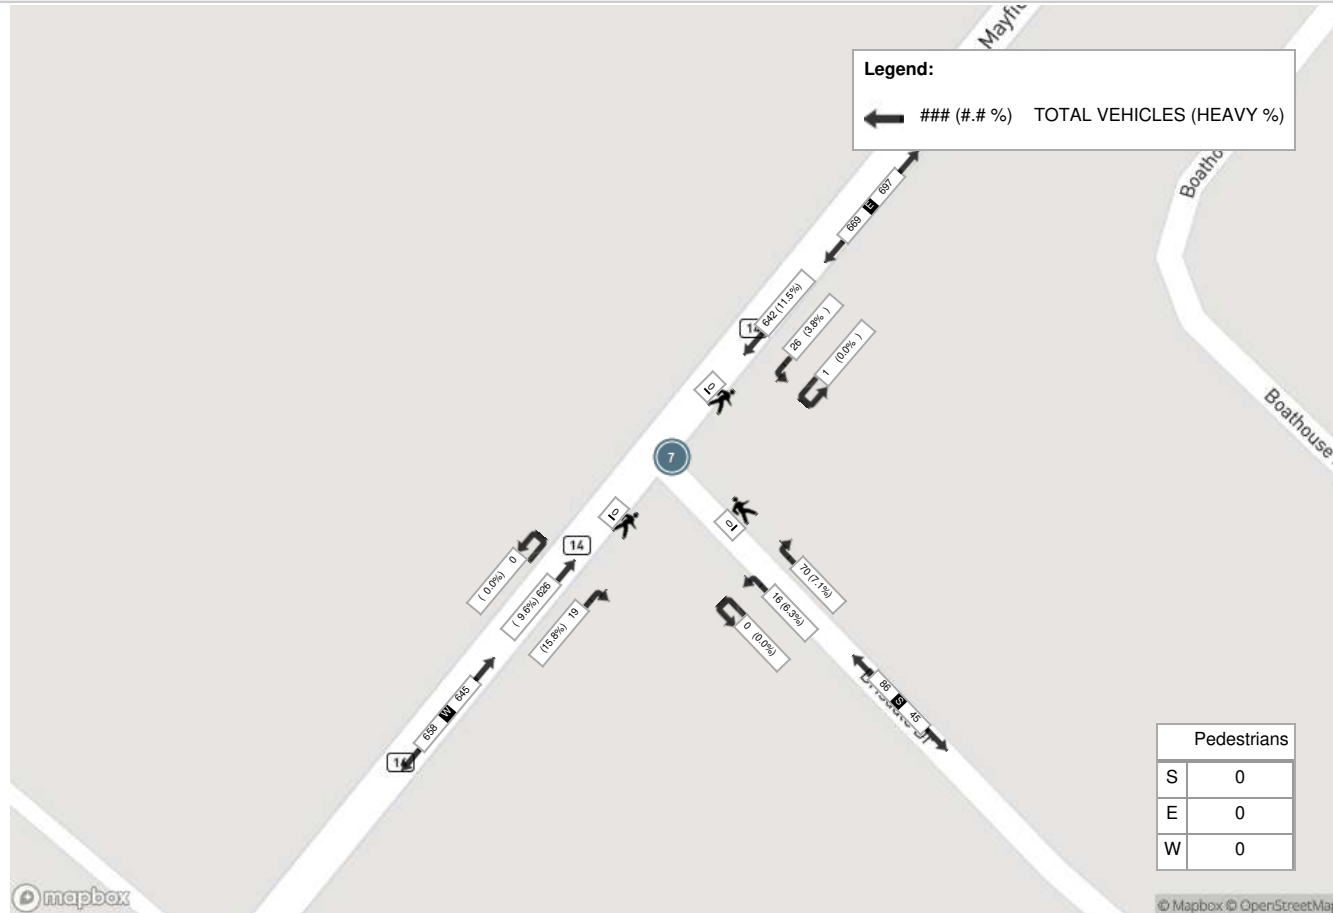 Mayfi
Legend:
### (#.# %) TOTAL VEHICLES (HEAVY %)
Boatho
697
E
669
642 (11.5%)
26 (3.8% )
1 (0.0% )
0
Boathouse
7
0
0
14
( 0.0%) 0
( 9.6%) 626
(15.8%) 19
70 (7.1%)
16 (6.3%)
0 (0.0%)
658 W 645
86 S 45
Pedestrians
S 0
E 0
W 0
mapbox
© Mapbox © OpenStreetMap